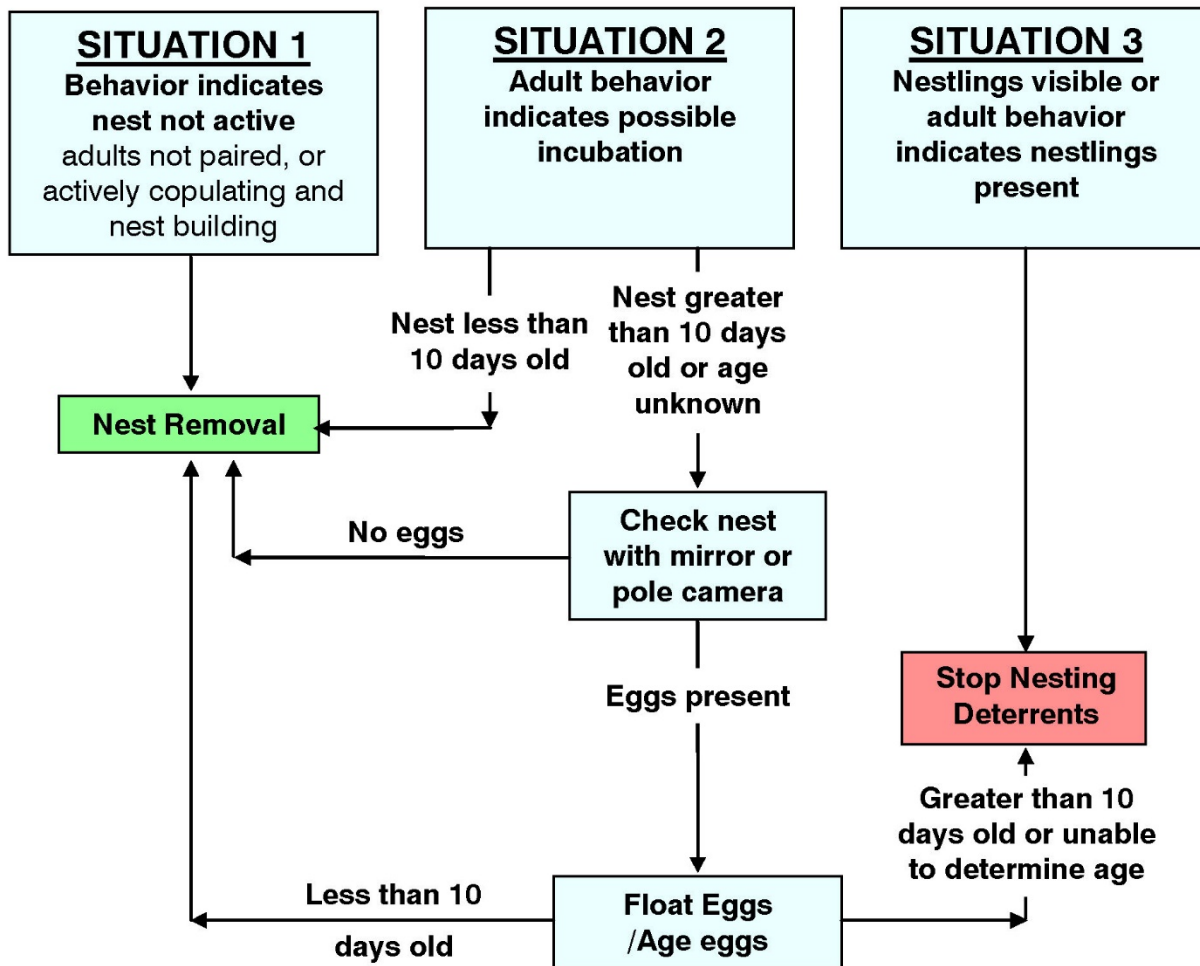 SITUATION 1
Behavior indicates
nest not active
adults not paired, or
actively copulating and
nest building
SITUATION 2
Adult behavior
indicates possible
incubation
SITUATION 3
Nestlings visible or
adult behavior
indicates nestlings
present
Nest less than
10 days old
Nest greater
than 10 days
old or age
unknown
Nest Removal
No eggs
Check nest
with mirror or
pole camera
Eggs present
Stop Nesting
Deterrents
Greater than 10
days old or unable
to determine age
Less than 10
days old
Float Eggs
/Age eggs